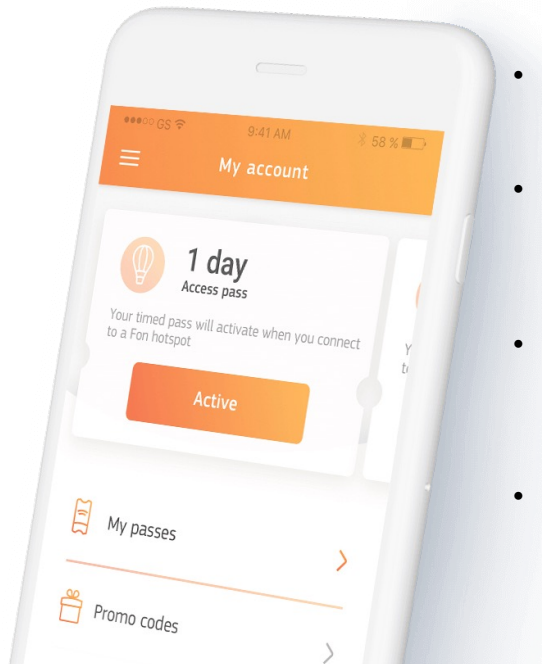 GS 9:41 AM 58 %
My account
1 day
Access pass
Your timed pass will activate when you connect
to a Fon hotspot
Active
My passes
Promo codes